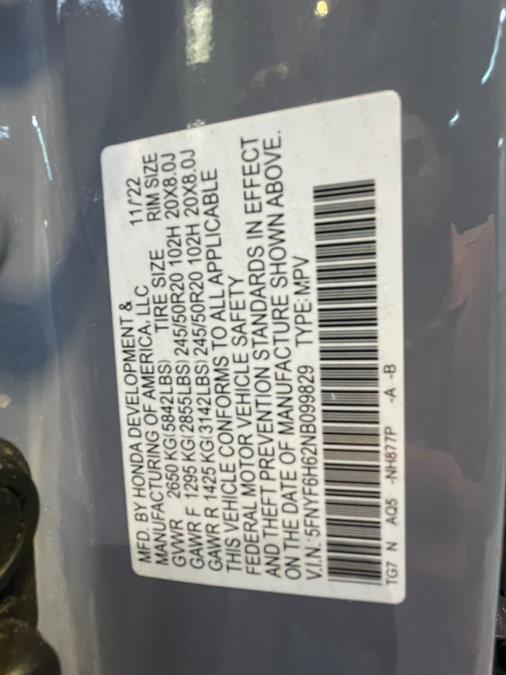 MFD. BY HONDA DEVELOPMENT & 11/22
MANUFACTURING OF AMERICA, LLC
TIRE SIZE RIM SIZE
GVWR 2650 KG(5842LBS)
GAWR F 1295 KG(2855LBS) 245/50R20 102H 20X8.0J
GAWR R 1425 KG(3142LBS) 245/50R20 102H 20X8.0J
THIS VEHICLE CONFORMS TO ALL APPLICABLE
FEDERAL MOTOR VEHICLE SAFETY
AND THEFT PREVENTION STANDARDS IN EFFECT
ON THE DATE OF MANUFACTURE SHOWN ABOVE.
V.I.N.:5FNYF6H62NB099829 TYPE:MPV
TG7 N AQ5 -NH877P -A -B